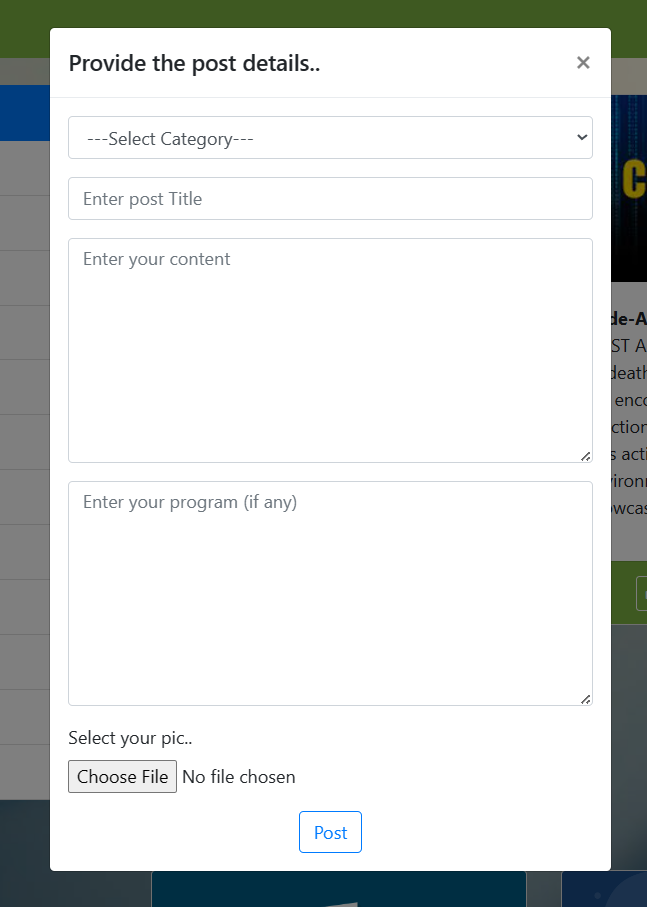 Provide the post details..
×
---Select Category---
Enter post Title
Enter your content
Enter your program (if any)
Select your pic..
Choose File No file chosen
Post
C
de-A
ST A
death
enco
ction
s acti
viron
owcas